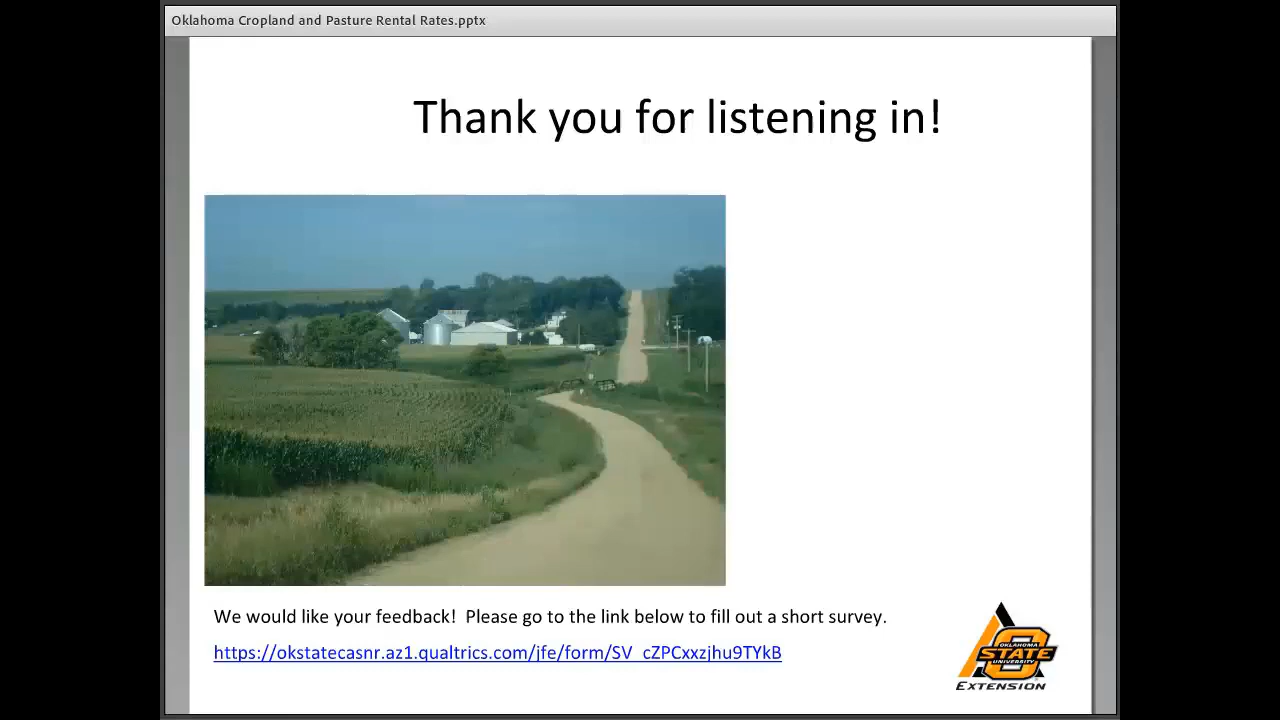 Oklahoma Cropland and Pasture Rental Rates.pptx
Thank you for listening in!
We would like your feedback!  Please go to the link below to fill out a short survey.
https://okstatecasnr.az1.qualtrics.com/jfe/form/SV_cZPCxxzjhu9TYkB
OKLAHOMA
STATE
UNIVERSITY
EXTENSION